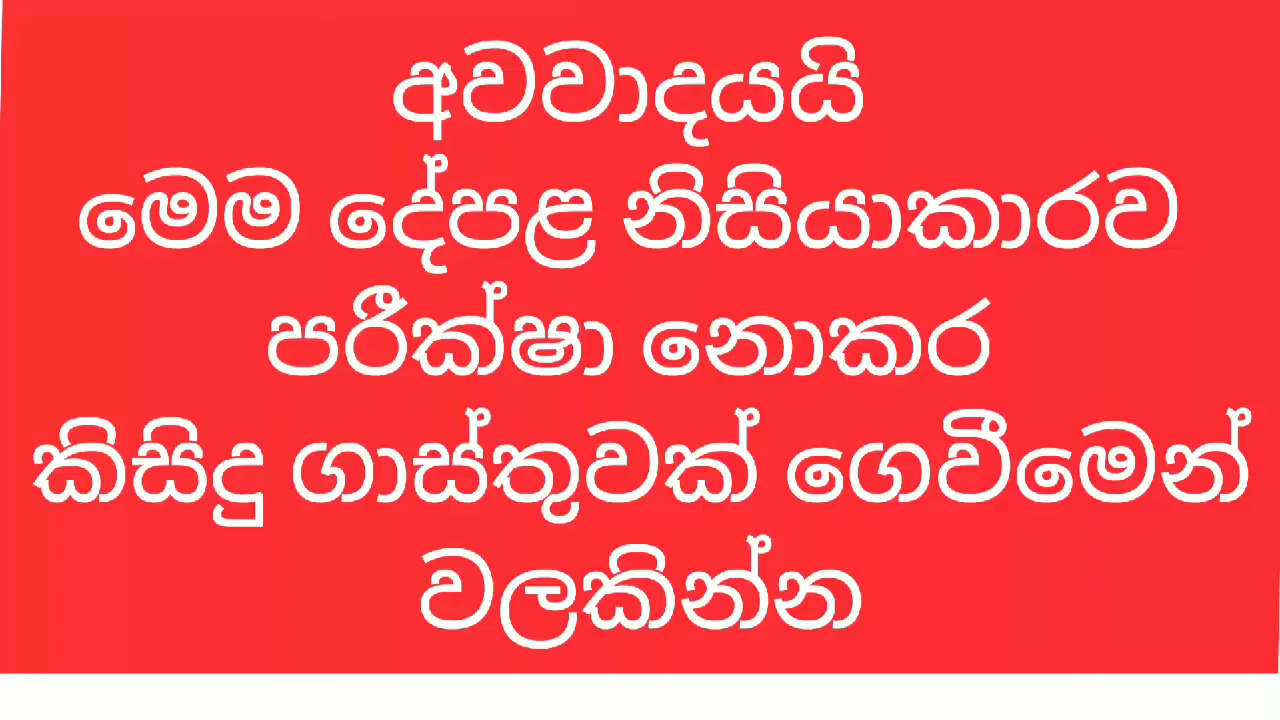 අවවාදයයි
මෙම දේපළ නිසියාකාරව
පරීක්ෂා නොකර
කිසිදු ගාස්තුවක් ගෙවීමෙන්
වලකින්න